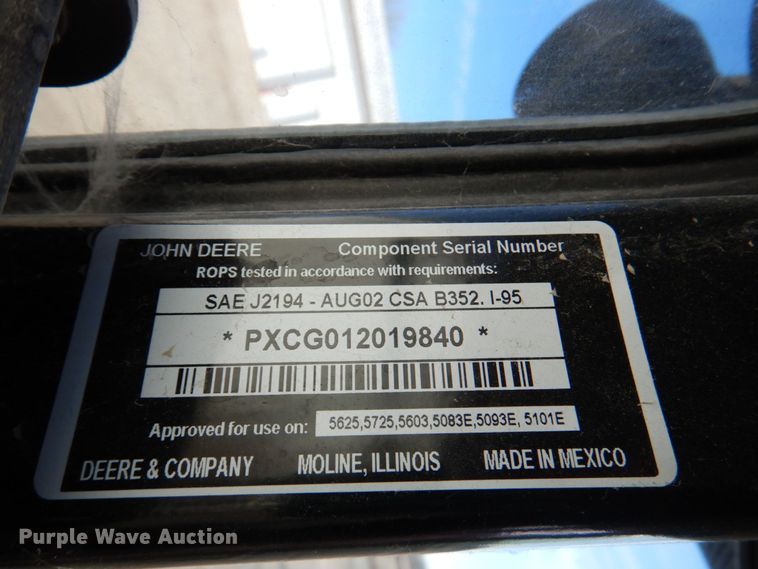 JOHN DEERE Component Serial Number
ROPS tested in accordance with requirements:
SAE J2194 - AUG02 CSA B352. I-95
* PXCG012019840 *
Approved for use on: 5625,5725,5603,5083E,5093E, 5101E
DEERE & COMPANY MOLINE, ILLINOIS MADE IN MEXICO
Purple Wave Auction